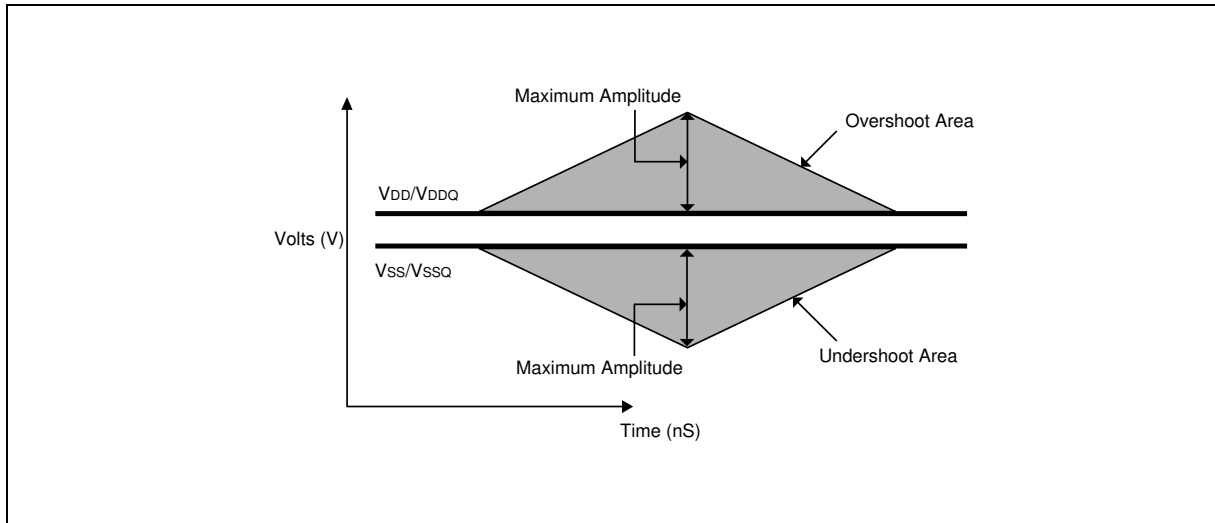 Maximum Amplitude
Overshoot Area
VDD/VDDQ
Volts (V)
VSS/VSSQ
Maximum Amplitude
Undershoot Area
Time (nS)